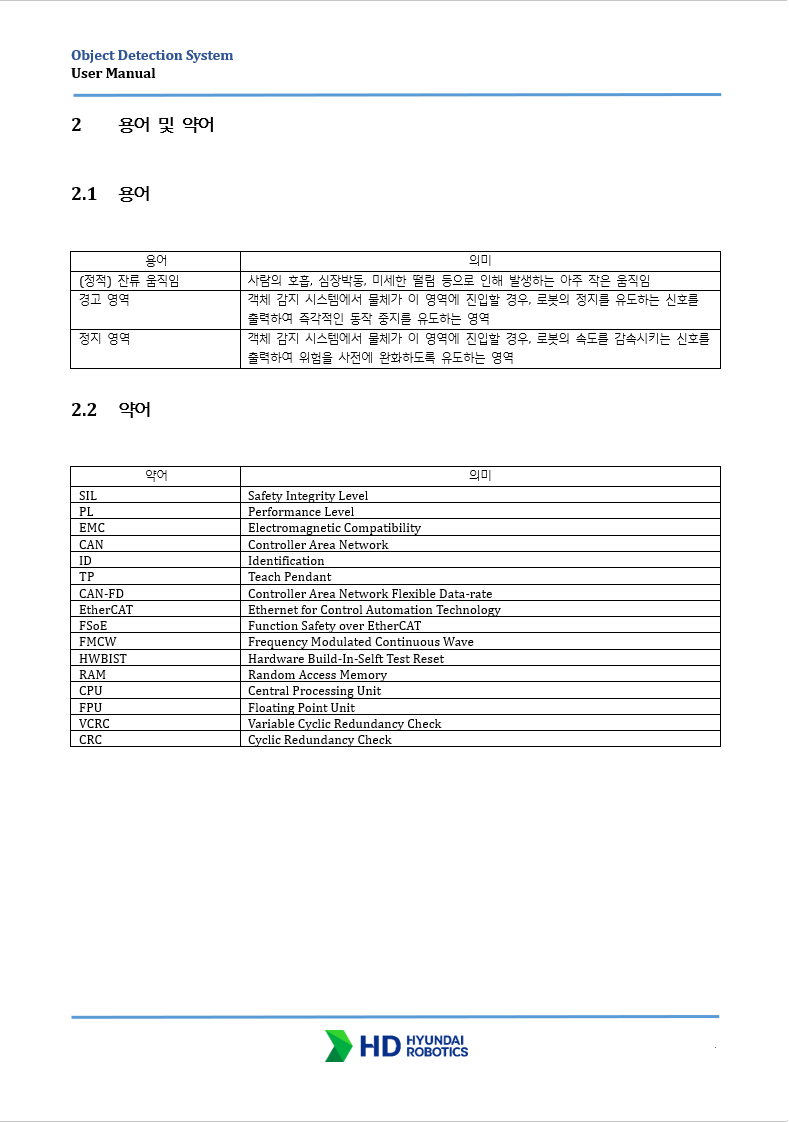 Object Detection System
User Manual
2 용어 및 약어
2.1 용어
용어 의미
(정적) 잔류 움직임 사람의 호흡, 심장박동, 미세한 떨림 등으로 인해 발생하는 아주 작은 움직임
경고 영역 객체 감지 시스템에서 물체가 이 영역에 진입할 경우, 로봇의 정지를 유도하는 신호를
출력하여 즉각적인 동작 중지를 유도하는 영역
정지 영역 객체 감지 시스템에서 물체가 이 영역에 진입할 경우, 로봇의 속도를 감속시키는 신호를
출력하여 위험을 사전에 완화하도록 유도하는 영역
2.2 약어
약어 의미
SIL Safety Integrity Level
PL Performance Level
EMC Electromagnetic Compatibility
CAN Controller Area Network
ID Identification
TP Teach Pendant
CAN-FD Controller Area Network Flexible Data-rate
EtherCAT Ethernet for Control Automation Technology
FSoE Function Safety over EtherCAT
FMCW Frequency Modulated Continuous Wave
HWBIST Hardware Build-In-Selft Test Reset
RAM Random Access Memory
CPU Central Processing Unit
FPU Floating Point Unit
VCRC Variable Cyclic Redundancy Check
CRC Cyclic Redundancy Check
HD HYUNDAI
ROBOTICS